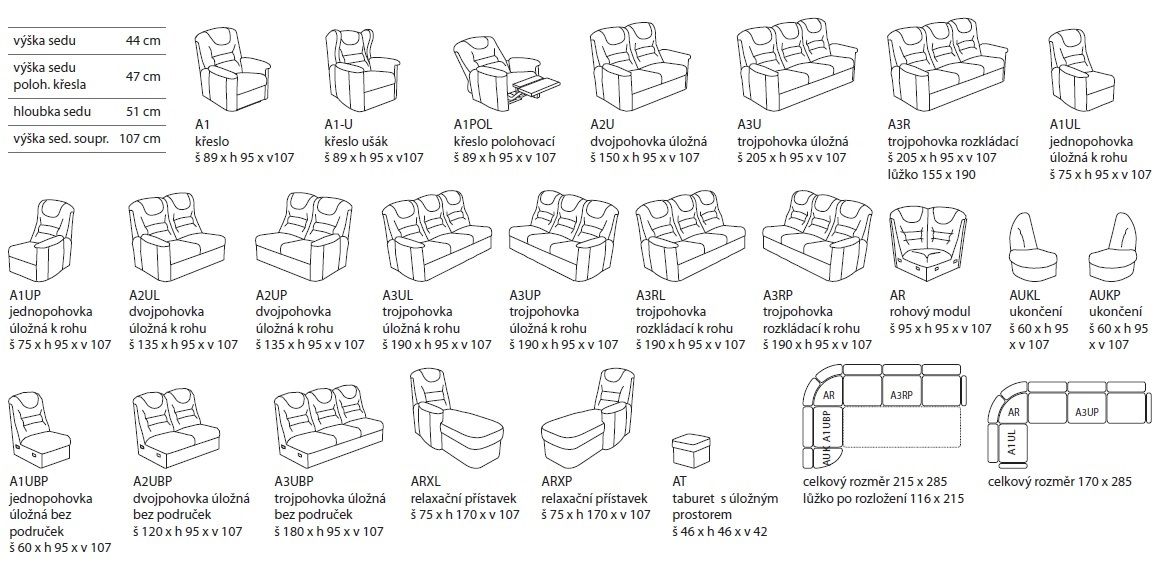 výška sedu 44 cm
výška sedu
poloh. křesla 47 cm
hloubka sedu 51 cm
výška sed. soupr. 107 cm
A1
křeslo
š 89 x h 95 x v107
A1-U
křeslo ušák
š 89 x h 95 x v107
A1POL
křeslo polohovací
š 89 x h 95 x v 107
A2U
dvojpohovka úložná
š 150 x h 95 x v 107
A3U
trojpohovka úložná
š 205 x h 95 x v 107
A3R
trojpohovka rozkládací
š 205 x h 95 x v 107
lůžko 155 x 190
A1UL
jednopohovka
úložná k rohu
š 75 x h 95 x v 107
A1UP
jednopohovka
úložná k rohu
š 75 x h 95 x v 107
A2UL
dvojpohovka
úložná k rohu
š 135 x h 95 x v 107
A2UP
dvojpohovka
úložná k rohu
š 135 x h 95 x v 107
A3UL
trojpohovka
úložná k rohu
š 190 x h 95 x v 107
A3UP
trojpohovka
úložná k rohu
š 190 x h 95 x v 107
A3RL
trojpohovka
rozkládací k rohu
š 190 x h 95 x v 107
A3RP
trojpohovka
rozkládací k rohu
š 190 x h 95 x v 107
AR
rohový modul
š 95 x h 95 x v 107
AUKL
ukončení
š 60 x h 95
x v 107
AUKP
ukončení
š 60 x h 95
x v 107
A1UBP
jednopohovka
úložná bez
područek
š 60 x h 95 x v 107
A2UBP
dvojpohovka úložná
bez područek
š 120 x h 95 x v 107
A3UBP
trojpohovka úložná
bez područek
š 180 x h 95 x v 107
ARXL
relaxační přístavek
š 75 x h 170 x v 107
ARXP
relaxační přístavek
š 75 x h 170 x v 107
AT
taburet s úložným
prostorem
š 46 x h 46 x v 42
AR
A3RP
A1UBP
AUK
celkový rozměr 215 x 285
lůžko po rozložení 116 x 215
AR
A3UP
A1UL
celkový rozměr 170 x 285